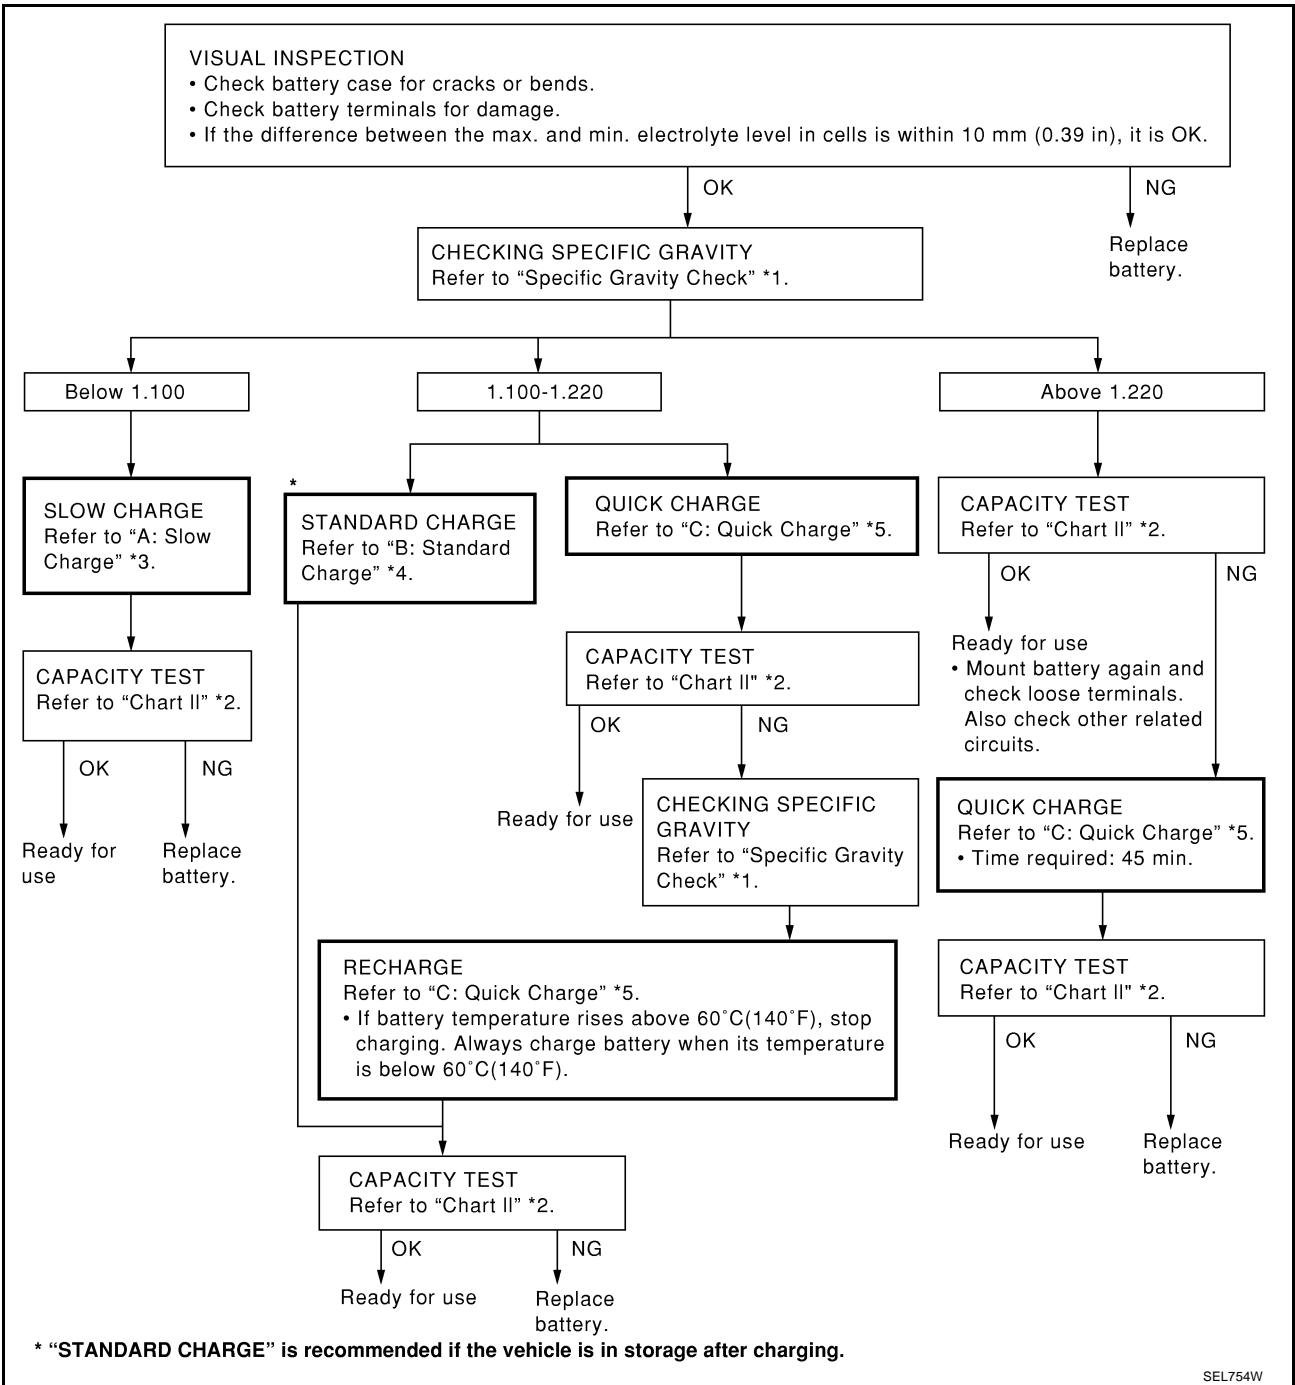 VISUAL INSPECTION
• Check battery case for cracks or bends.
• Check battery terminals for damage.
• If the difference between the max. and min. electrolyte level in cells is within 10 mm (0.39 in), it is OK.
OK
NG
Replace
battery.
CHECKING SPECIFIC GRAVITY
Refer to “Specific Gravity Check” *1.
Below 1.100
1.100-1.220
Above 1.220
SLOW CHARGE
Refer to “A: Slow
Charge” *3.
*
STANDARD CHARGE
Refer to “B: Standard
Charge” *4.
QUICK CHARGE
Refer to “C: Quick Charge” *5.
CAPACITY TEST
Refer to “Chart II” *2.
OK
NG
CAPACITY TEST
Refer to “Chart II” *2.
OK
NG
Ready for
use
Replace
battery.
CAPACITY TEST
Refer to “Chart II" *2.
OK
NG
Ready for use
Ready for use
• Mount battery again and
check loose terminals.
Also check other related
circuits.
CHECKING SPECIFIC
GRAVITY
Refer to “Specific Gravity
Check” *1.
QUICK CHARGE
Refer to “C: Quick Charge” *5.
• Time required: 45 min.
RECHARGE
Refer to “C: Quick Charge” *5.
• If battery temperature rises above 60˚C(140˚F), stop
charging. Always charge battery when its temperature
is below 60˚C(140˚F).
CAPACITY TEST
Refer to “Chart II" *2.
OK
NG
Ready for use
Replace
battery.
CAPACITY TEST
Refer to “Chart II” *2.
OK
NG
Ready for use
Replace
battery.
* “STANDARD CHARGE” is recommended if the vehicle is in storage after charging.
SEL754W